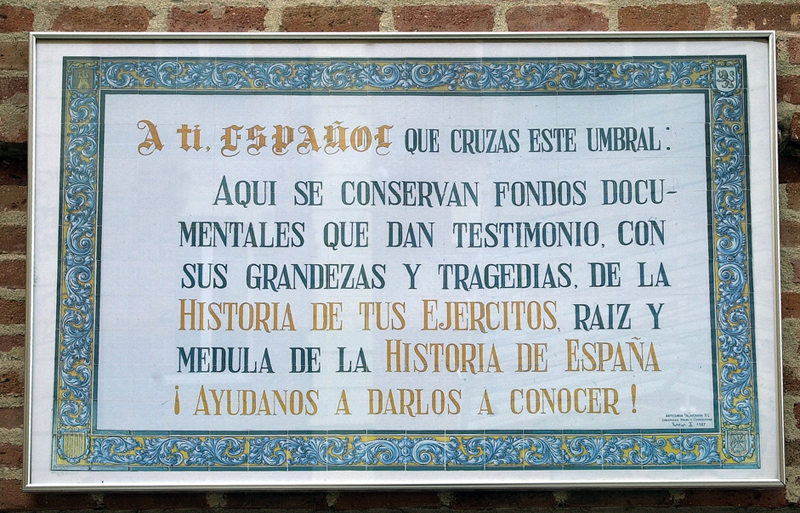 A ti, ESPAÑOL QUE CRUZAS ESTE UMBRAL:
AQUI SE CONSERVAN FONDOS DOCU-
MENTALES QUE DAN TESTIMONIO, CON
SUS GRANDEZAS Y TRAGEDIAS, DE LA
HISTORIA DE TUS EJERCITOS, RAIZ Y
MEDULA DE LA HISTORIA DE ESPAÑA
¡AYUDANOS A DARLOS A CONOCER!